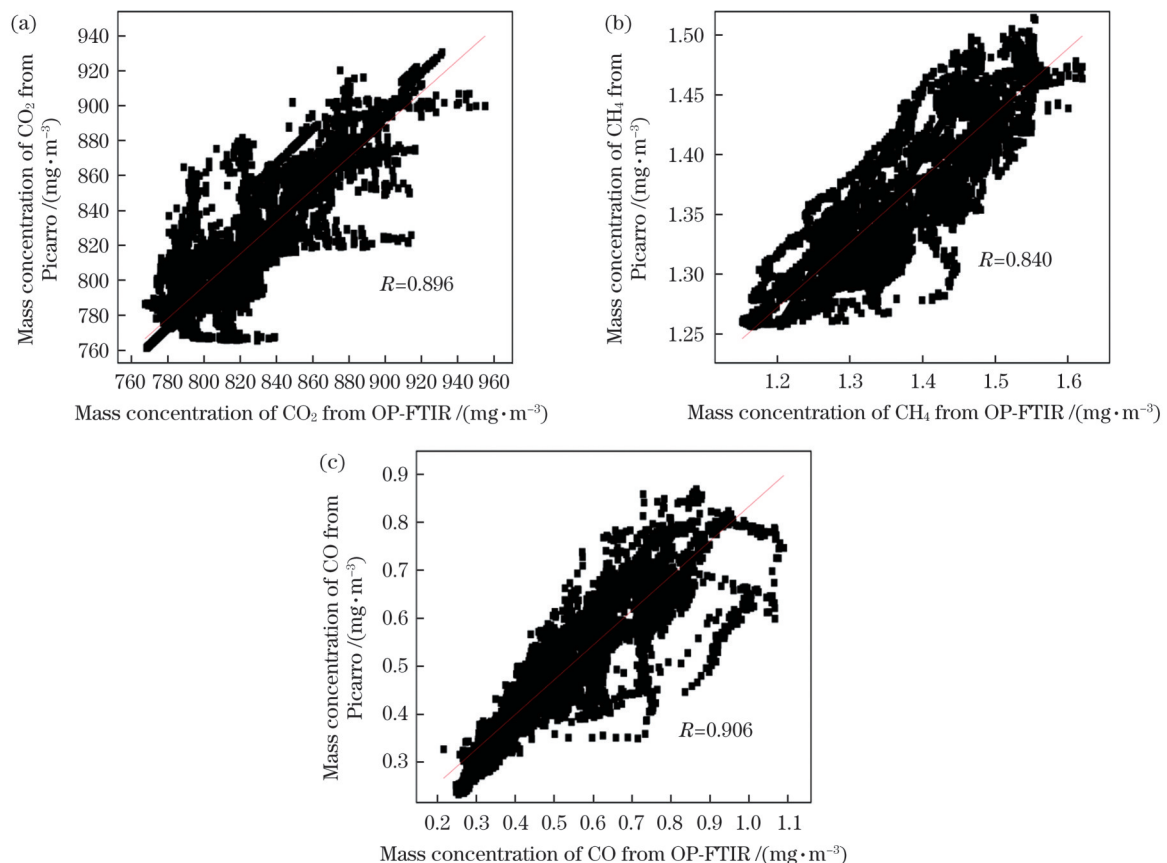 (a)
940
920
900
880
860
840
820
800
780
760
Mass concentration of CO₂ from
Picarro /(mg·m⁻³)
R=0.896
760 780 800 820 840 860 880 900 920 940 960
Mass concentration of CO₂ from OP-FTIR /(mg·m⁻³)
(b)
1.50
1.45
1.40
1.35
1.30
1.25
Mass concentration of CH₄ from
Picarro /(mg·m⁻³)
R=0.840
1.2 1.3 1.4 1.5 1.6
Mass concentration of CH₄ from OP-FTIR /(mg·m⁻³)
(c)
0.9
0.8
0.7
0.6
0.5
0.4
0.3
Mass concentration of CO from
Picarro /(mg·m⁻³)
R=0.906
0.2 0.3 0.4 0.5 0.6 0.7 0.8 0.9 1.0 1.1
Mass concentration of CO from OP-FTIR /(mg·m⁻³)